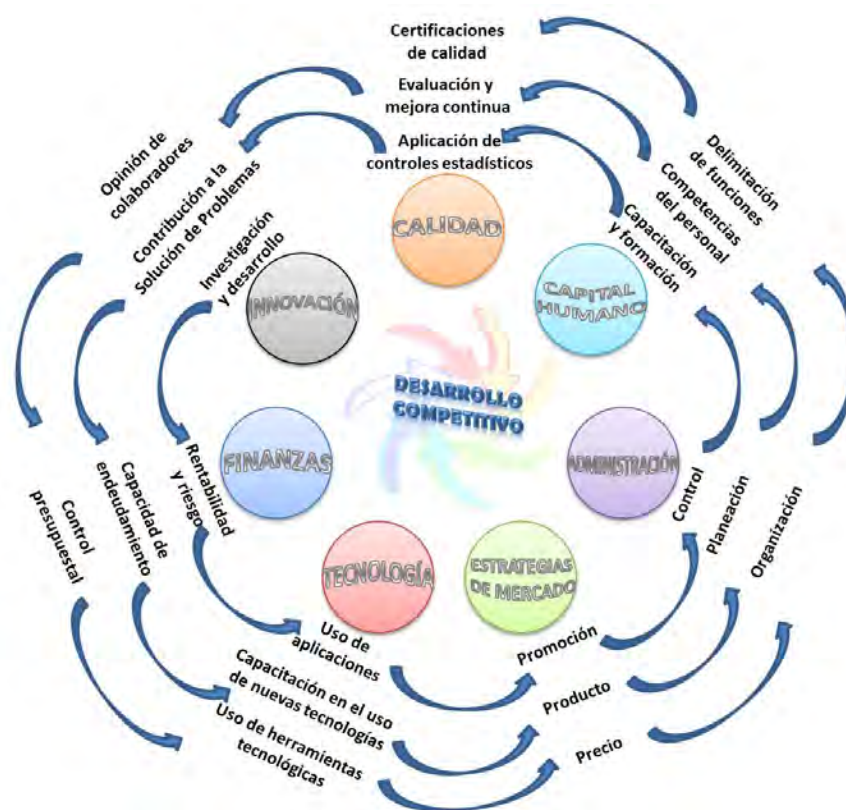 Certificaciones
de calidad
Evaluación y
mejora continua
Aplicación de
controles estadísticos
CALIDAD
Delimitación
de funciones
Competencias
del personal
Capacitación
y formación
CAPITAL
HUMANO
Opinión de
colaboradores
Contribución a la
Solución de Problemas
Investigación
y desarrollo
INNOVACIÓN
DESARROLLO
COMPETITIVO
FINANZAS
Rentabilidad
y riesgo
Capacidad de
endeudamiento
Control
presupuestal
ADMINISTRACIÓN
Control
Planeación
Organización
TECNOLOGÍA
ESTRATEGIAS
DE MERCADO
Uso de
aplicaciones
Capacitación en el uso
de nuevas tecnologías
Uso de herramientas
tecnológicas
Promoción
Producto
Precio